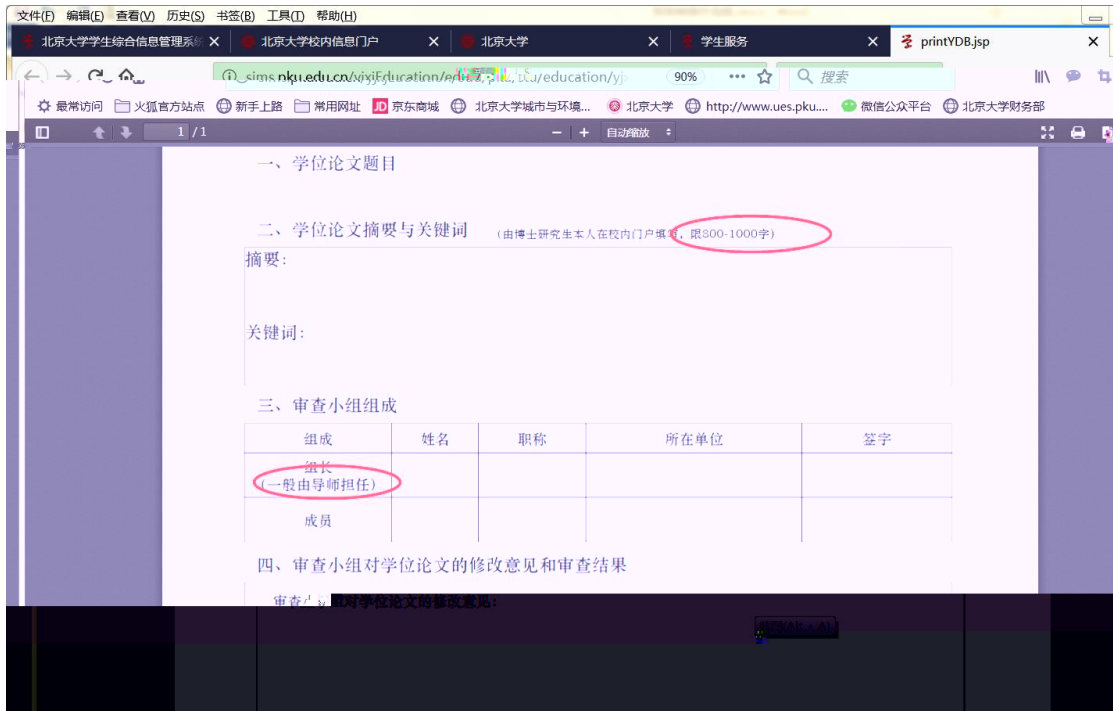 文件(F) 编辑(E) 查看(V) 历史(S) 书签(B) 工具(T) 帮助(H)
北京大学学生综合信息管理系统 × 北京大学校内信息门户 × 北京大学 × 学生服务 × printYDB.jsp ×
90% ··· 搜索
最常访问 火狐官方站点 新手上路 常用网址 JD 京东商城 北京大学城市与环境... 北京大学 http://www.ues.pku.... 微信公众平台 北京大学财务部
1 / 1 — + 自动缩放
一、学位论文题目
二、学位论文摘要与关键词 (由博士研究生本人在校内门户填写,限800-1000字)
摘要:
关键词:
三、审查小组组成
组成 姓名 职称 所在单位 签字
组长
(一般由导师担任)
成员
四、审查小组对学位论文的修改意见和审查结果
审查小组对学位论文的修改意见: